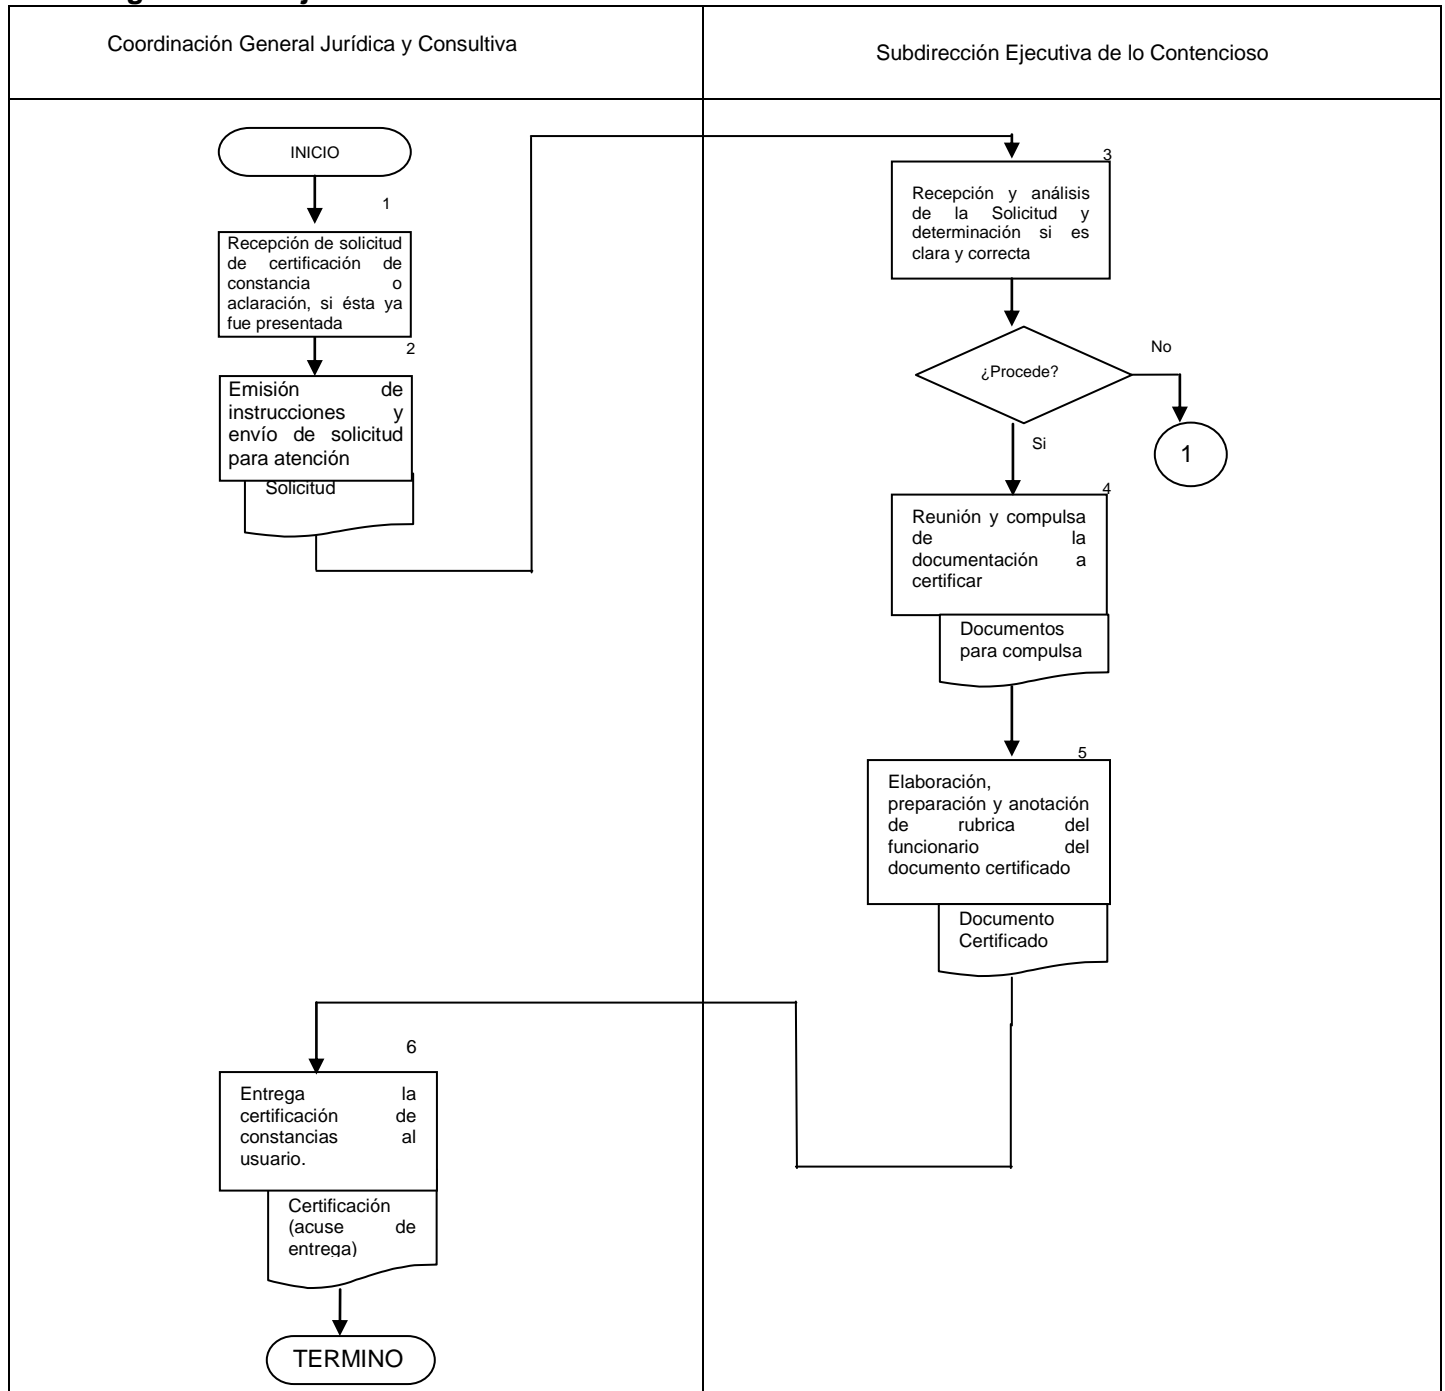 Coordinación General Jurídica y Consultiva
Subdirección Ejecutiva de lo Contencioso
INICIO
1
Recepción de solicitud
de certificación de
constancia o
aclaración, si ésta ya
fue presentada
2
Emisión de
instrucciones y
envío de solicitud
para atención
Solicitud
3
Recepción y análisis
de la Solicitud y
determinación si es
clara y correcta
¿Procede?
No
1
Si
4
Reunión y compulsa
de la
documentación a
certificar
Documentos
para compulsa
5
Elaboración,
preparación y anotación
de rubrica del
funcionario del
documento certificado
Documento
Certificado
6
Entrega la
certificación de
constancias al
usuario.
Certificación
(acuse de
entrega)
TERMINO